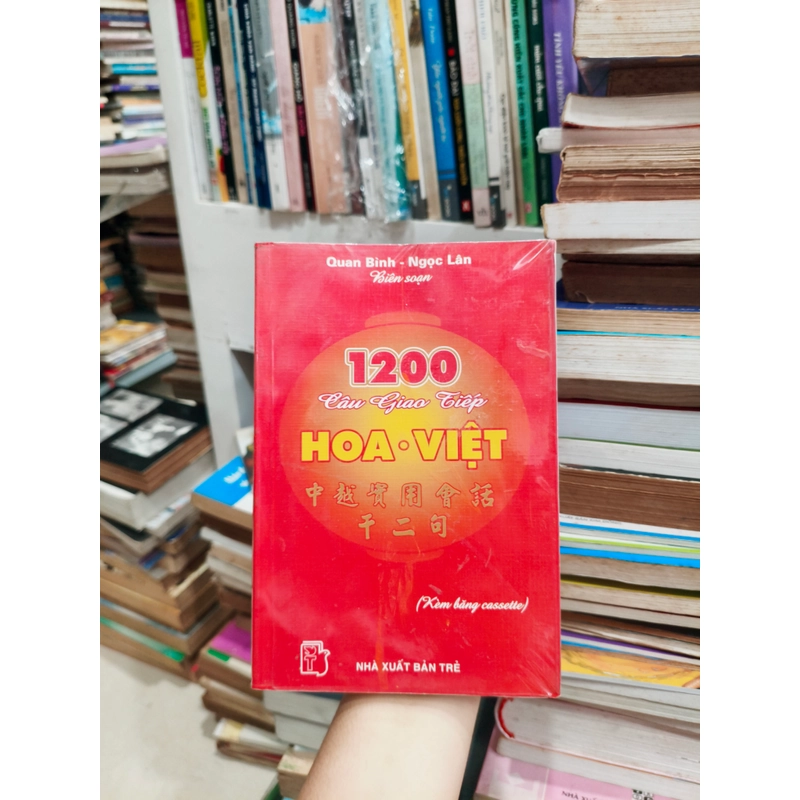 Quan Bình - Ngọc Lân
Biên soạn
1200
Câu Giao Tiếp
HOA · VIỆT
中越實用會話
干二句
(Kèm băng cassette)
NHÀ XUẤT BẢN TRẺ